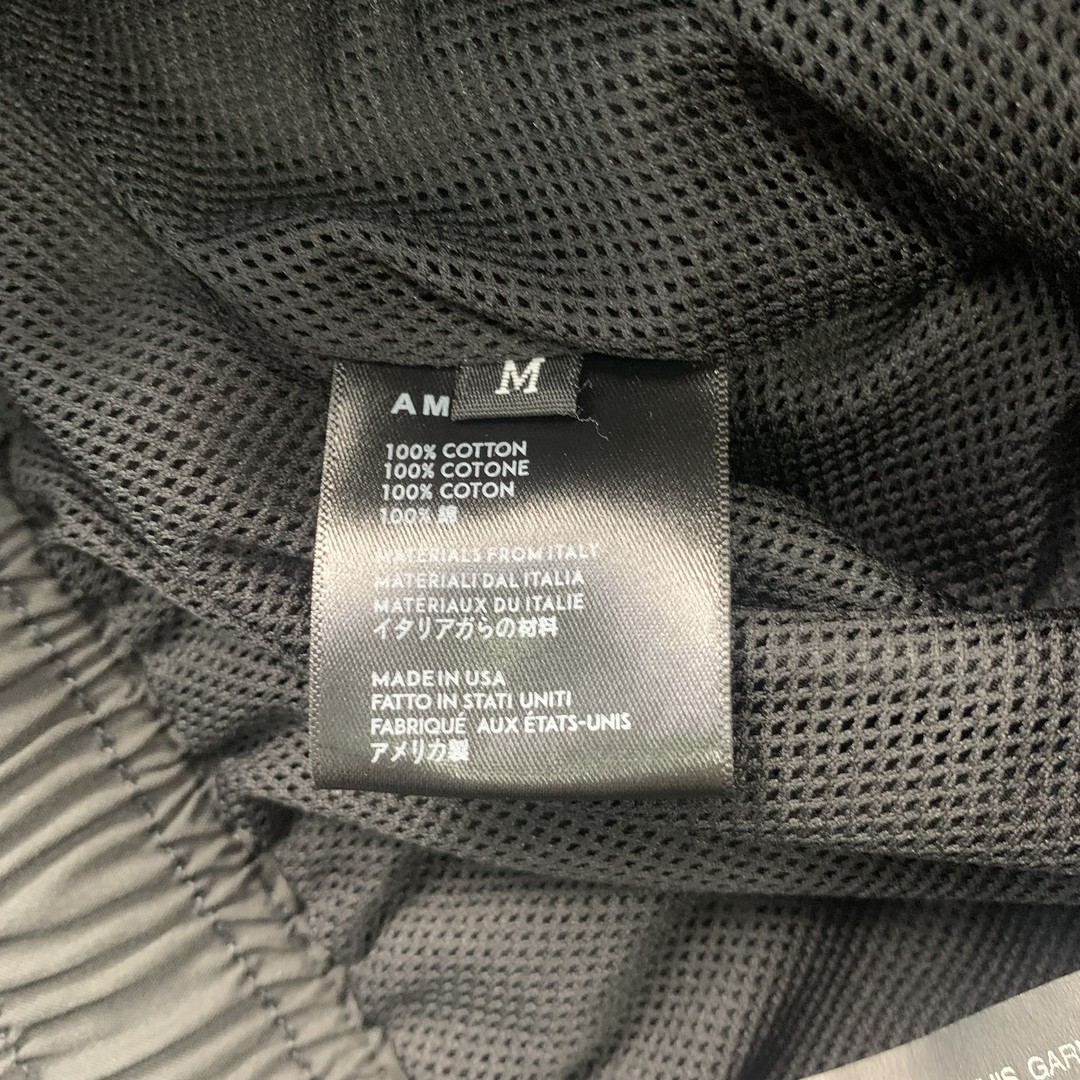 M
AM
100% COTTON
100% COTONE
100% COTON
100% 綿
MATERIALS FROM ITALY
MATERIALI DAL ITALIA
MATÉRIAUX DU ITALIE
イタリアガらの材料
MADE IN USA
FATTO IN STATI UNITI
FABRIQUÉ AUX ÉTATS-UNIS
アメリカ製